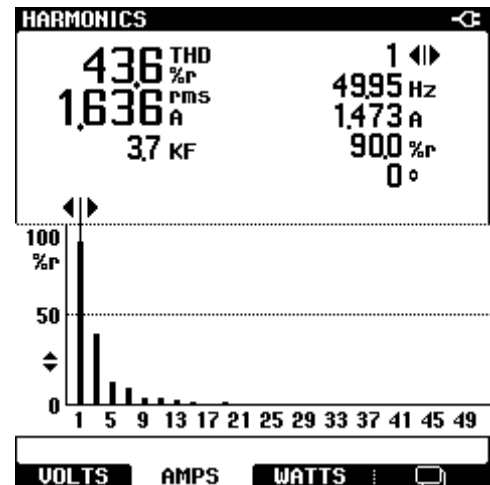 HARMONICS
43.6 THD %r
1.636 rms A
3.7 KF
1
49.95 Hz
1.473 A
90.0 %r
0 °
100
%r
50
0
1 5 9 13 17 21 25 29 33 37 41 45 49
VOLTS AMPS WATTS